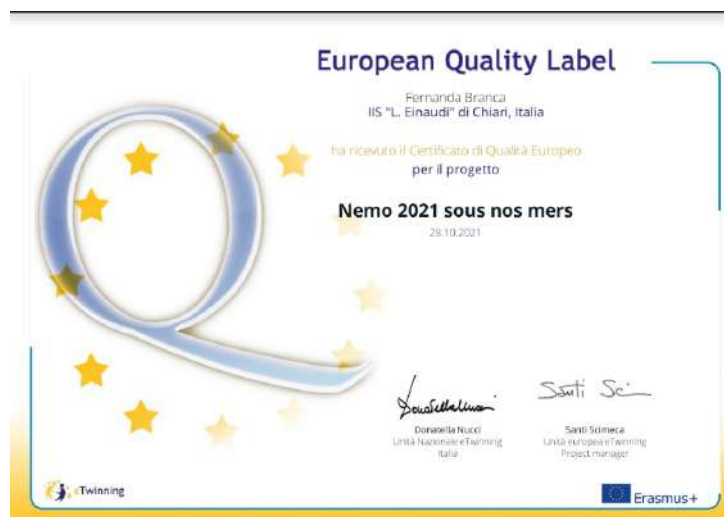 European Quality Label
Fernanda Branca
IIS "L. Einaudi" di Chiari, Italia
ha ricevuto il Certificato di Qualità Europeo
per il progetto
Nemo 2021 sous nos mers
28.10.2021
Donatella Nucci
Unità Nazionale eTwinning
Italia
Santi Scimeca
Unità europea eTwinning
Project manager
eTwinning
Erasmus+